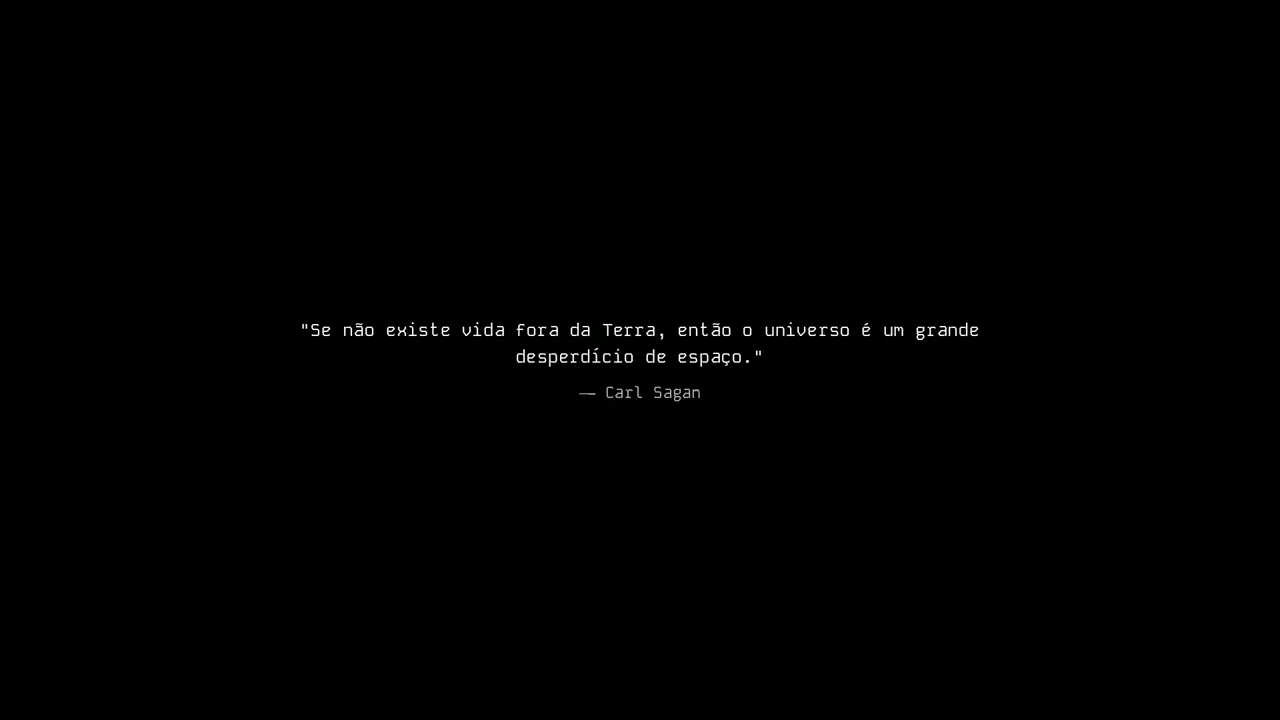 "Se não existe vida fora da Terra, então o universo é um grande
desperdício de espaço."
— Carl Sagan